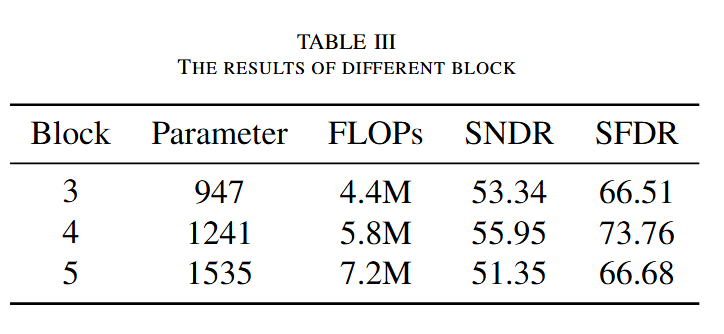 TABLE III
THE RESULTS OF DIFFERENT BLOCK
Block Parameter FLOPs SNDR SFDR
3 947 4.4M 53.34 66.51
4 1241 5.8M 55.95 73.76
5 1535 7.2M 51.35 66.68